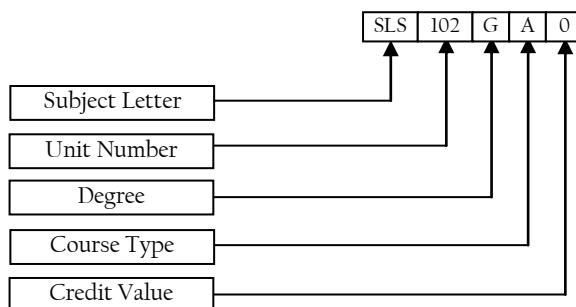 SLS 102 G A 0
Subject Letter
Unit Number
Degree
Course Type
Credit Value